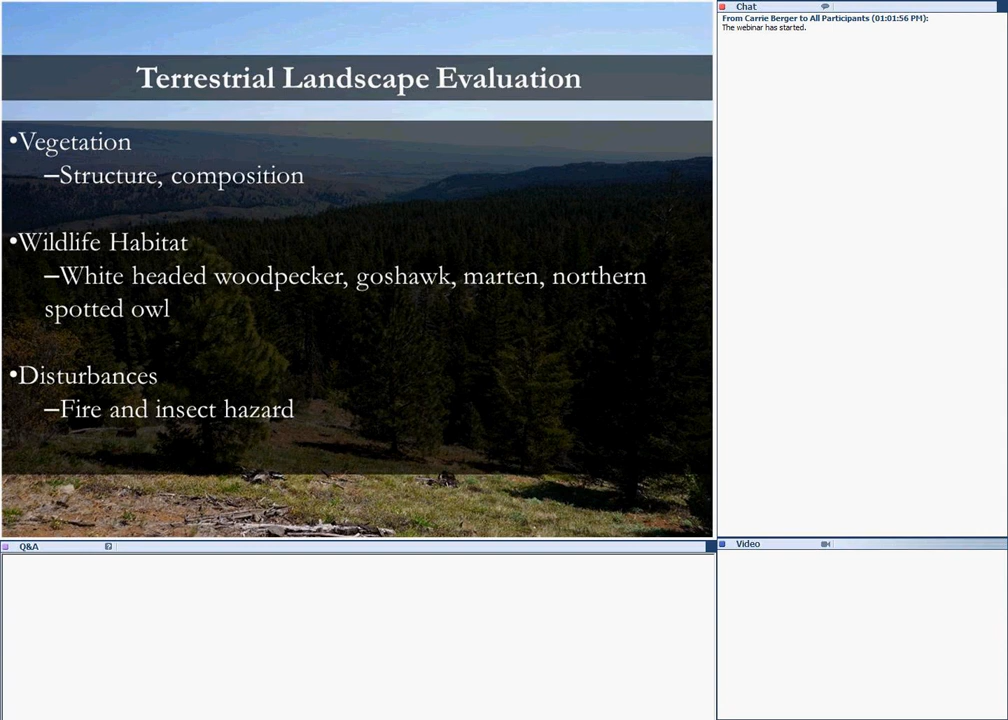 Terrestrial Landscape Evaluation
•Vegetation
–Structure, composition
•Wildlife Habitat
–White headed woodpecker, goshawk, marten, northern
spotted owl
•Disturbances
–Fire and insect hazard
Chat
From Carrie Berger to All Participants (01:01:56 PM):
The webinar has started.
Q&A
Video